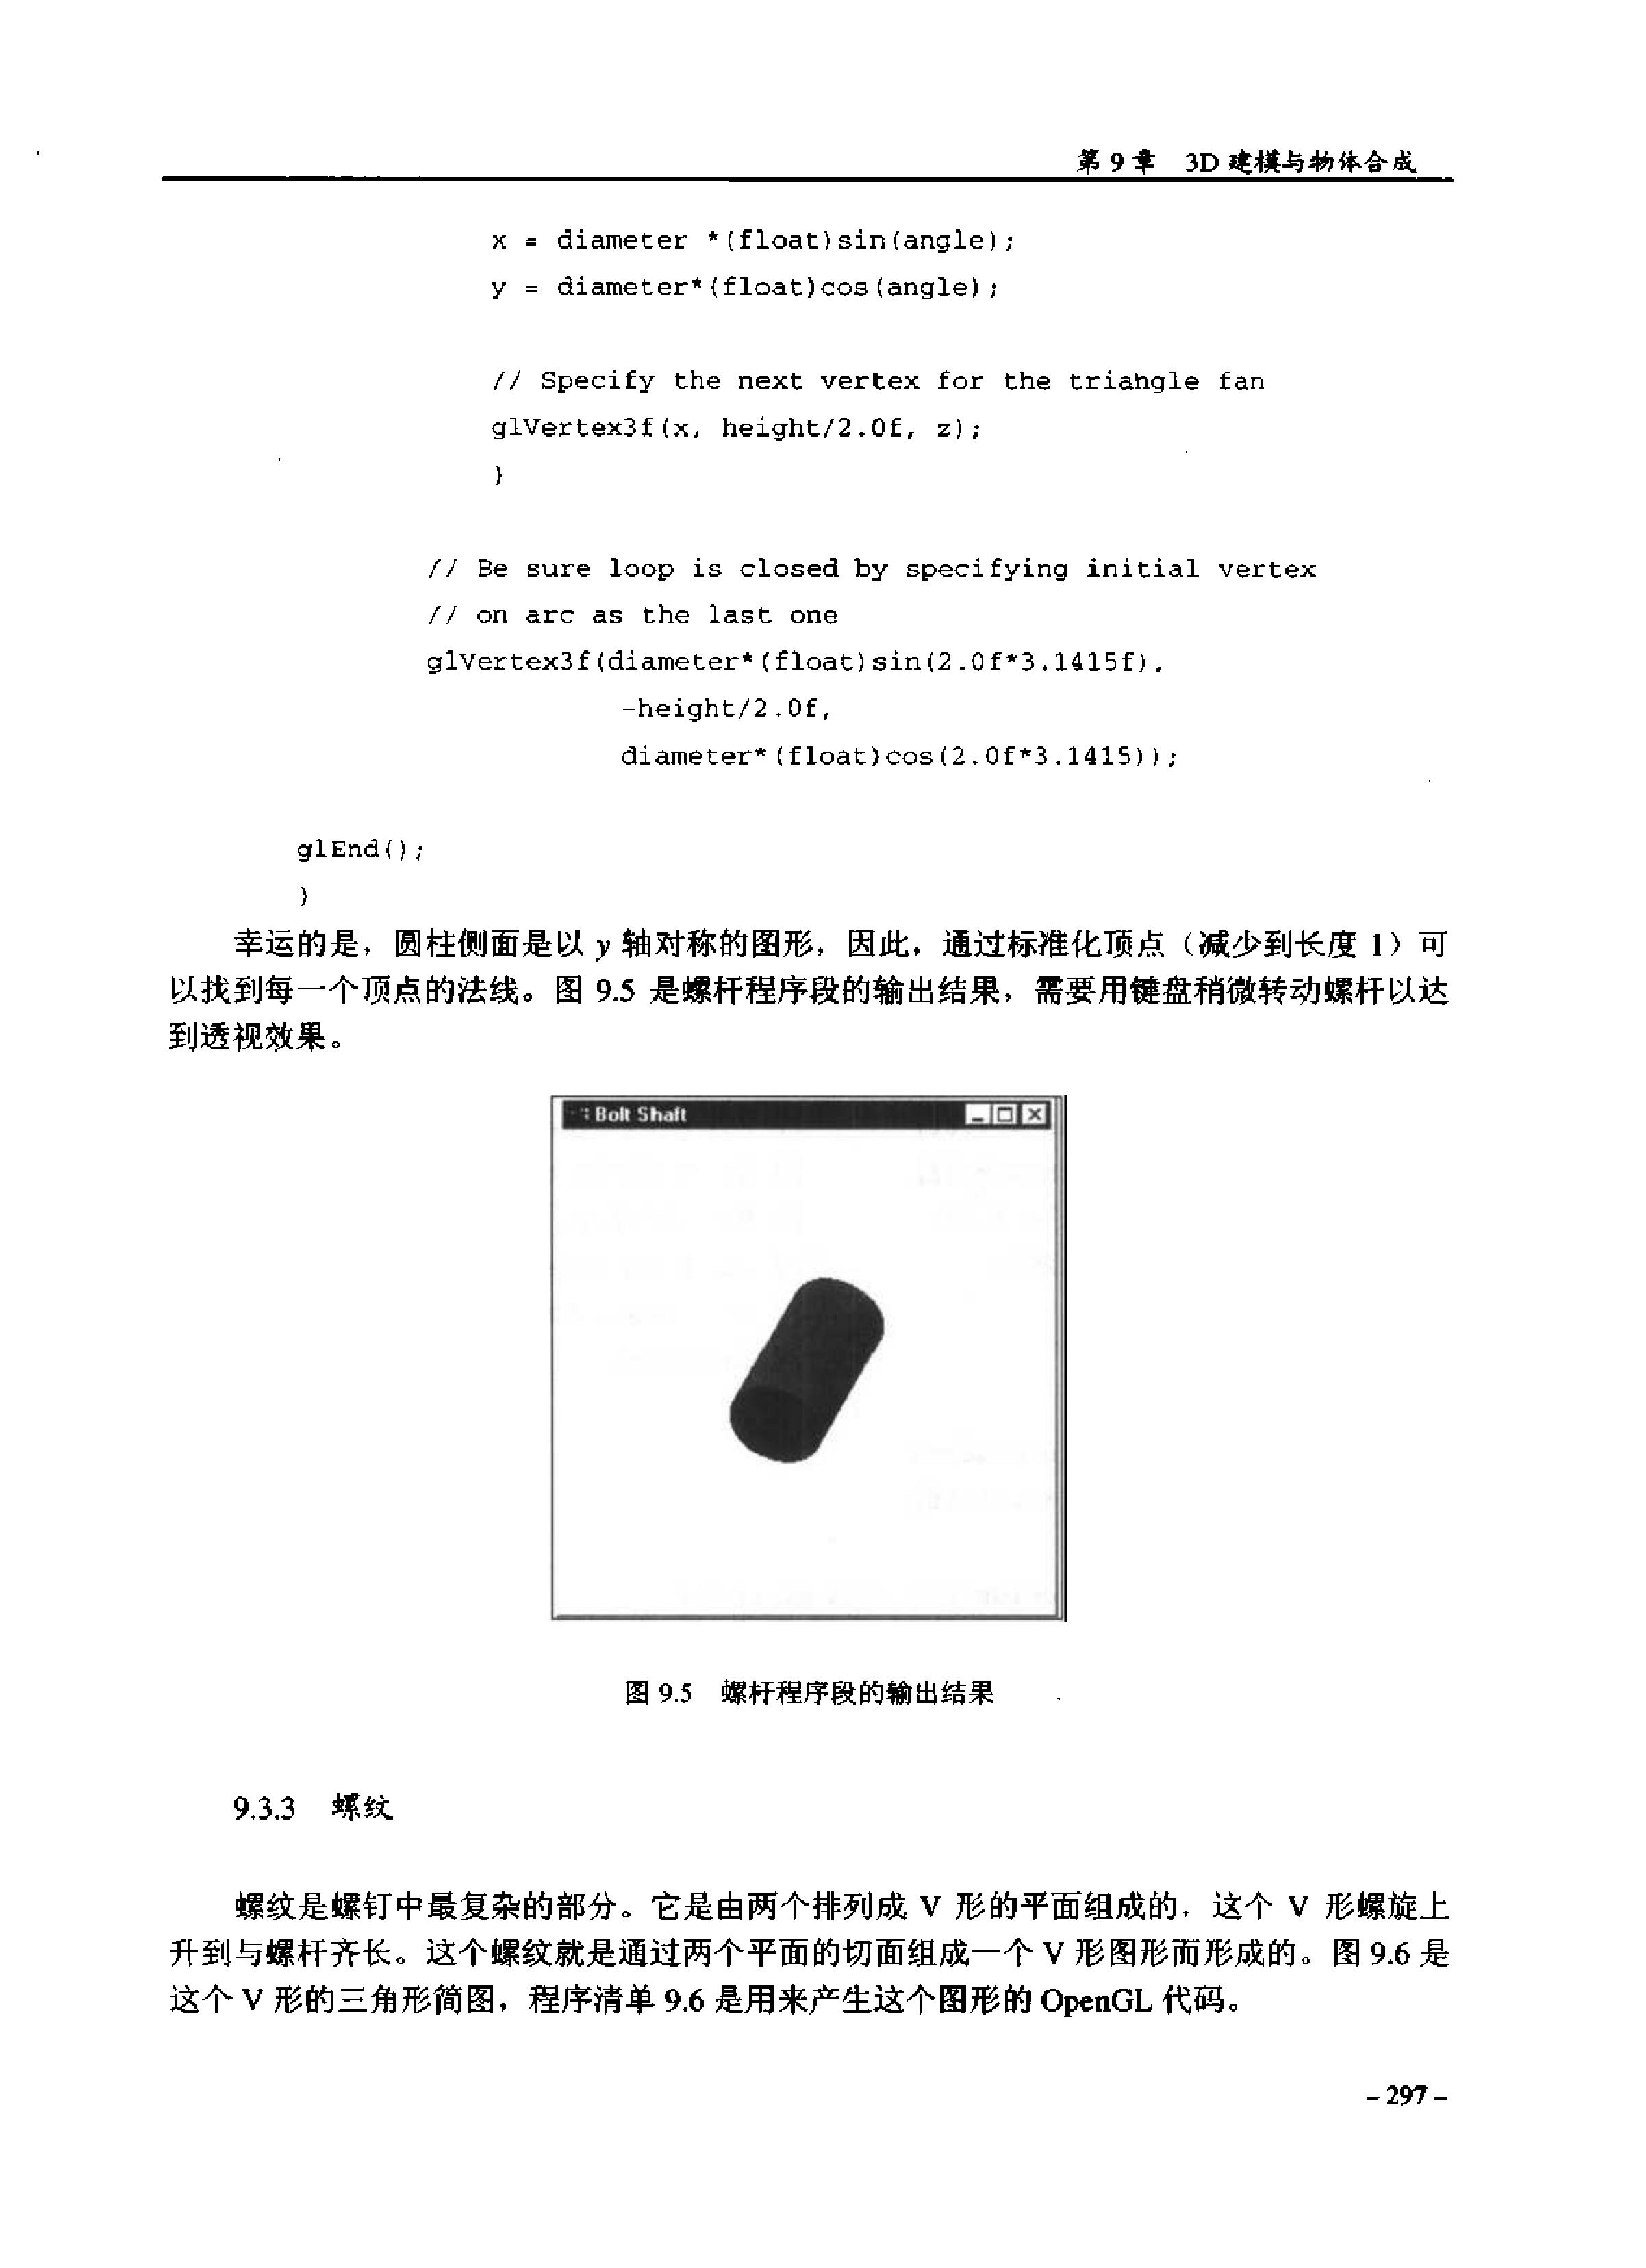 第 9 章 3D 建模与物体合成
x = diameter *(float)sin(angle);
y = diameter*(float)cos(angle);
// Specify the next vertex for the triangle fan
glVertex3f(x, height/2.0f, z);
}
// Be sure loop is closed by specifying initial vertex
// on arc as the last one
glVertex3f(diameter*(float)sin(2.0f*3.1415f),
-height/2.0f,
diameter*(float)cos(2.0f*3.1415));
glEnd();
}
幸运的是，圆柱侧面是以 y 轴对称的图形，因此，通过标准化顶点（减少到长度 1）可
以找到每一个顶点的法线。图 9.5 是螺杆程序段的输出结果，需要用键盘稍微转动螺杆以达
到透视效果。
Bolt Shaft
图 9.5 螺杆程序段的输出结果
9.3.3 螺纹
螺纹是螺钉中最复杂的部分。它是由两个排列成 V 形的平面组成的，这个 V 形螺旋上
升到与螺杆齐长。这个螺纹就是通过两个平面的切面组成一个 V 形图形而形成的。图 9.6 是
这个 V 形的三角形简图，程序清单 9.6 是用来产生这个图形的 OpenGL 代码。
- 297 -